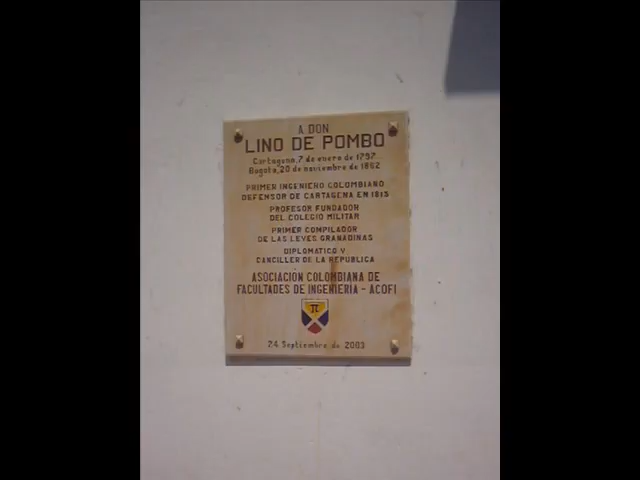 A DON
LINO DE POMBO
Cartagena, 7 de enero de 1797
Bogota, 20 de noviembre de 1862
PRIMER INGENIERO COLOMBIANO
DEFENSOR DE CARTAGENA EN 1815
PROFESOR FUNDADOR
DEL COLEGIO MILITAR
PRIMER COMPILADOR
DE LAS LEYES GRANADINAS
DIPLOMATICO Y
CANCILLER DE LA REPUBLICA
ASOCIACIÓN COLOMBIANA DE
FACULTADES DE INGENIERIA - ACOFI
π
24 Septiembre de 2003